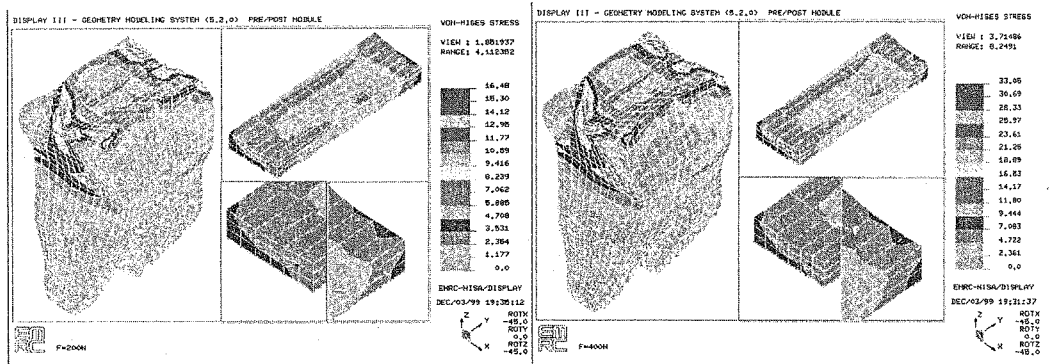 DISPLAY III - GEOMETRY MODELING SYSTEM (5.2.0) PRE/POST MODULE
VON-MISES STRESS
VIEW : 1.881937
RANGE: 4.112352
16.48
15.30
14.12
12.95
11.77
10.59
9.416
8.239
7.062
5.885
4.708
3.531
2.354
1.177
0.0
EMRC-NISA/DISPLAY
DEC/03/99 19:35:12
Z
Y
X
ROTX
-45.0
ROTY
0.0
ROTZ
-45.0
EMRC
F=200N
DISPLAY III - GEOMETRY MODELING SYSTEM (5.2.0) PRE/POST MODULE
VON-MISES STRESS
VIEW : 3.71486
RANGE: 8.2491
33.05
30.69
28.33
25.97
23.61
21.25
18.89
16.53
14.17
11.80
9.444
7.083
4.722
2.361
0.0
EMRC-NISA/DISPLAY
DEC/03/99 19:31:37
Z
Y
X
ROTX
-45.0
ROTY
0.0
ROTZ
-45.0
EMRC
F=400N